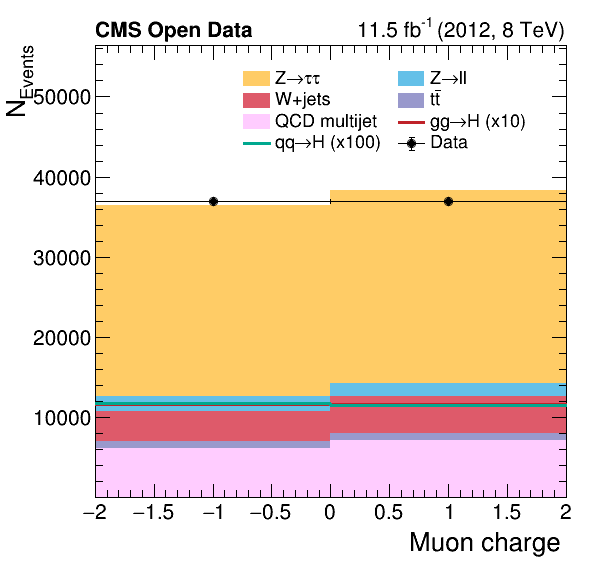 CMS Open Data 11.5 fb⁻¹ (2012, 8 TeV)
N_Events
Z→ττ Z→ll
W+jets tt̄
QCD multijet gg→H (x10)
qq→H (x100) Data
50000
40000
30000
20000
10000
−2 −1.5 −1 −0.5 0 0.5 1 1.5 2
Muon charge